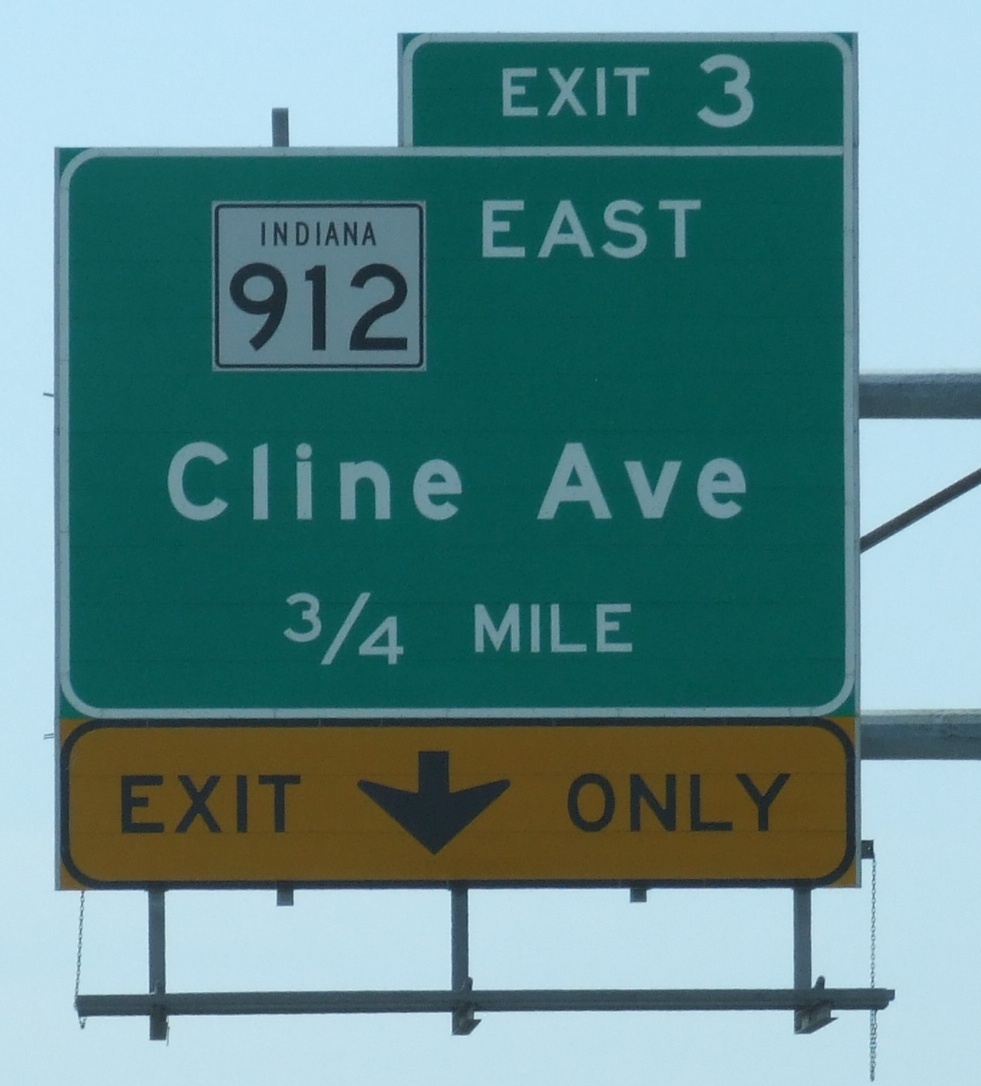 EXIT 3
INDIANA
912
EAST
Cline Ave
3/4 MILE
EXIT ONLY